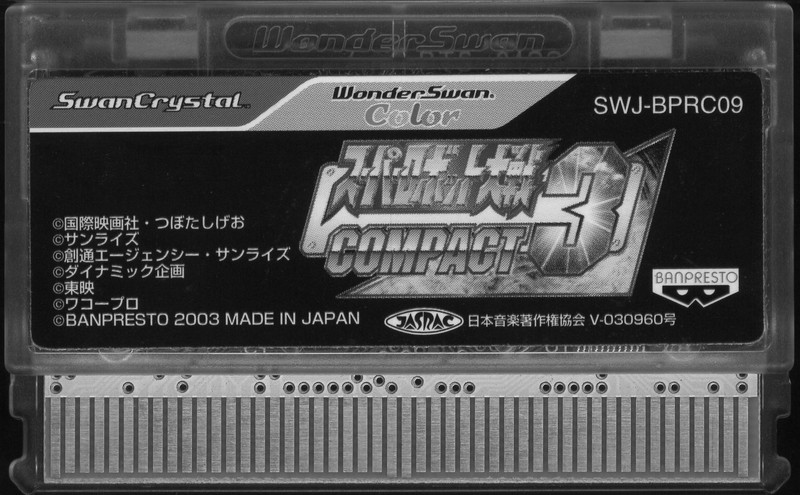 WonderSwan
SwanCrystal™
WonderSwan®
Color
SWJ-BPRC09
スーパーロボット大戦
COMPACT 3
©国際映画社・つぼたしげお
©サンライズ
©創通エージェンシー・サンライズ
©ダイナミック企画
©東映
©ワコープロ
©BANPRESTO 2003 MADE IN JAPAN
BANPRESTO
JASRAC
日本音楽著作権協会 V-030960号